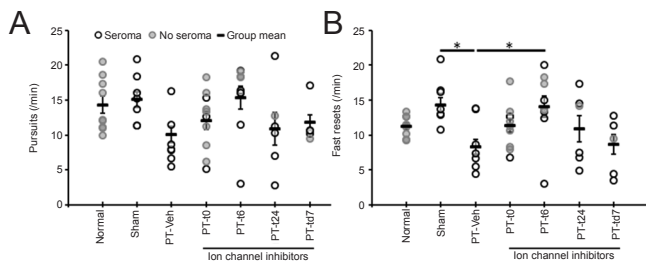 A
B
Seroma No seroma Group mean
Pursuits (/min)
25
20
15
10
5
0
Normal
Sham
PT-Veh
PT-t0
PT-t6
PT-t24
PT-td7
Ion channel inhibitors
Fast resets (/min)
25
20
15
10
5
0
* *
Normal
Sham
PT-Veh
PT-t0
PT-t6
PT-t24
PT-td7
Ion channel inhibitors